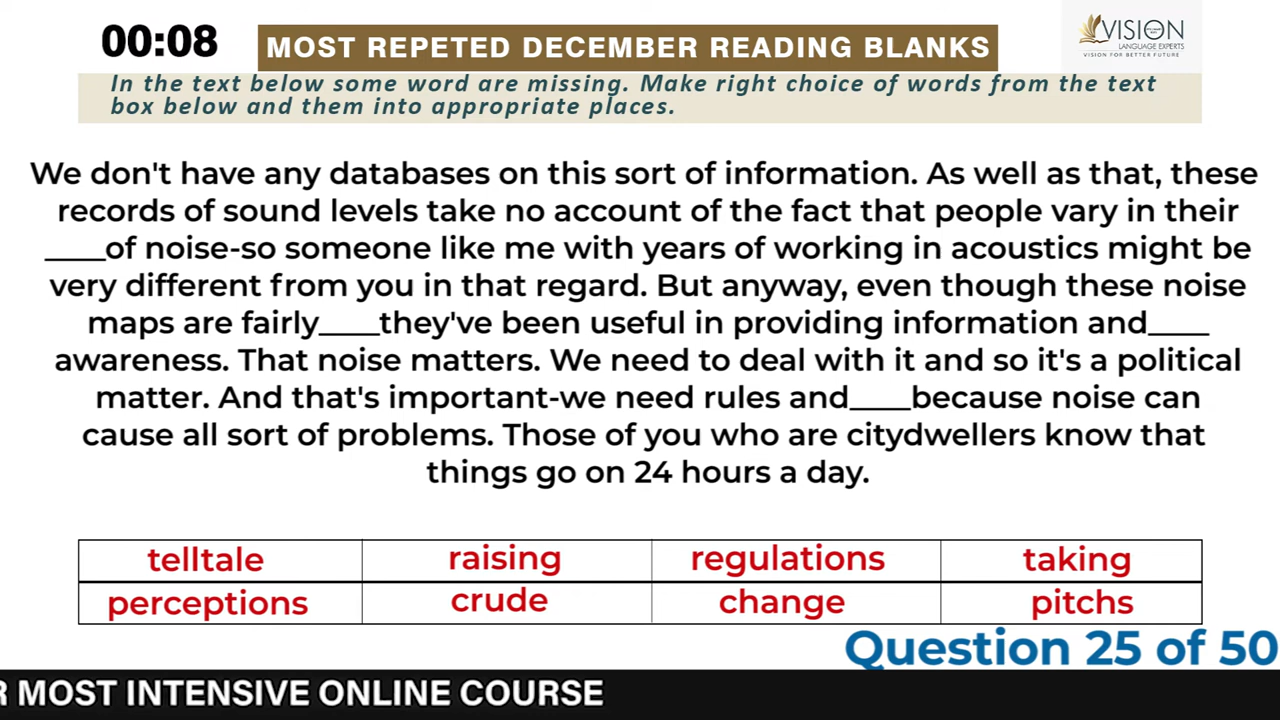 00:08
MOST REPETED DECEMBER READING BLANKS
VISION
LANGUAGE EXPERTS
VISION FOR BETTER FUTURE
In the text below some word are missing. Make right choice of words from the text
box below and them into appropriate places.
We don't have any databases on this sort of information. As well as that, these
records of sound levels take no account of the fact that people vary in their
____of noise-so someone like me with years of working in acoustics might be
very different from you in that regard. But anyway, even though these noise
maps are fairly____they've been useful in providing information and____
awareness. That noise matters. We need to deal with it and so it's a political
matter. And that's important-we need rules and____because noise can
cause all sort of problems. Those of you who are citydwellers know that
things go on 24 hours a day.
telltale raising regulations taking
perceptions crude change pitchs
Question 25 of 50
R MOST INTENSIVE ONLINE COURSE